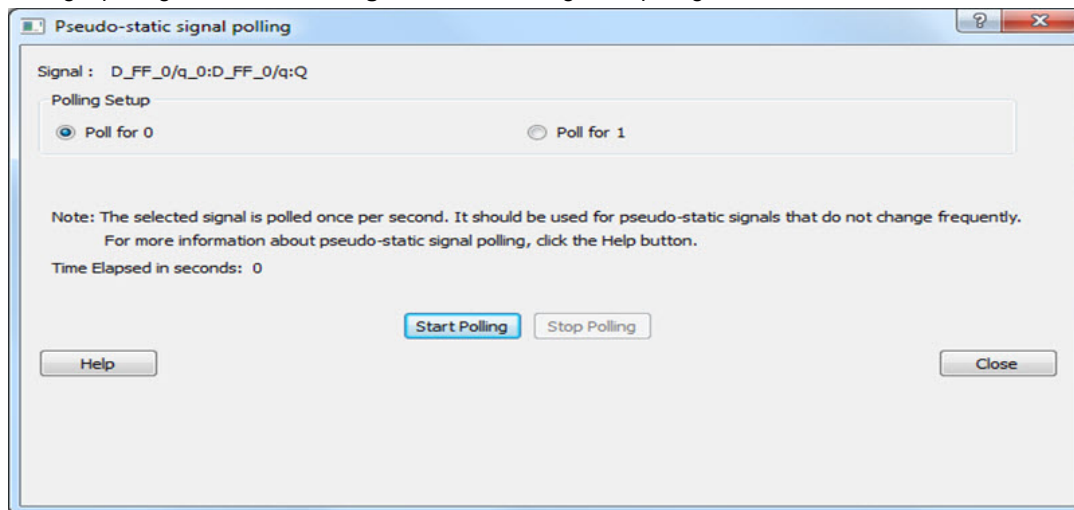 Pseudo-static signal polling
Signal : D_FF_0/q_0:D_FF_0/q:Q
Polling Setup
Poll for 0 Poll for 1
Note: The selected signal is polled once per second. It should be used for pseudo-static signals that do not change frequently.
For more information about pseudo-static signal polling, click the Help button.
Time Elapsed in seconds: 0
Start Polling Stop Polling
Help Close